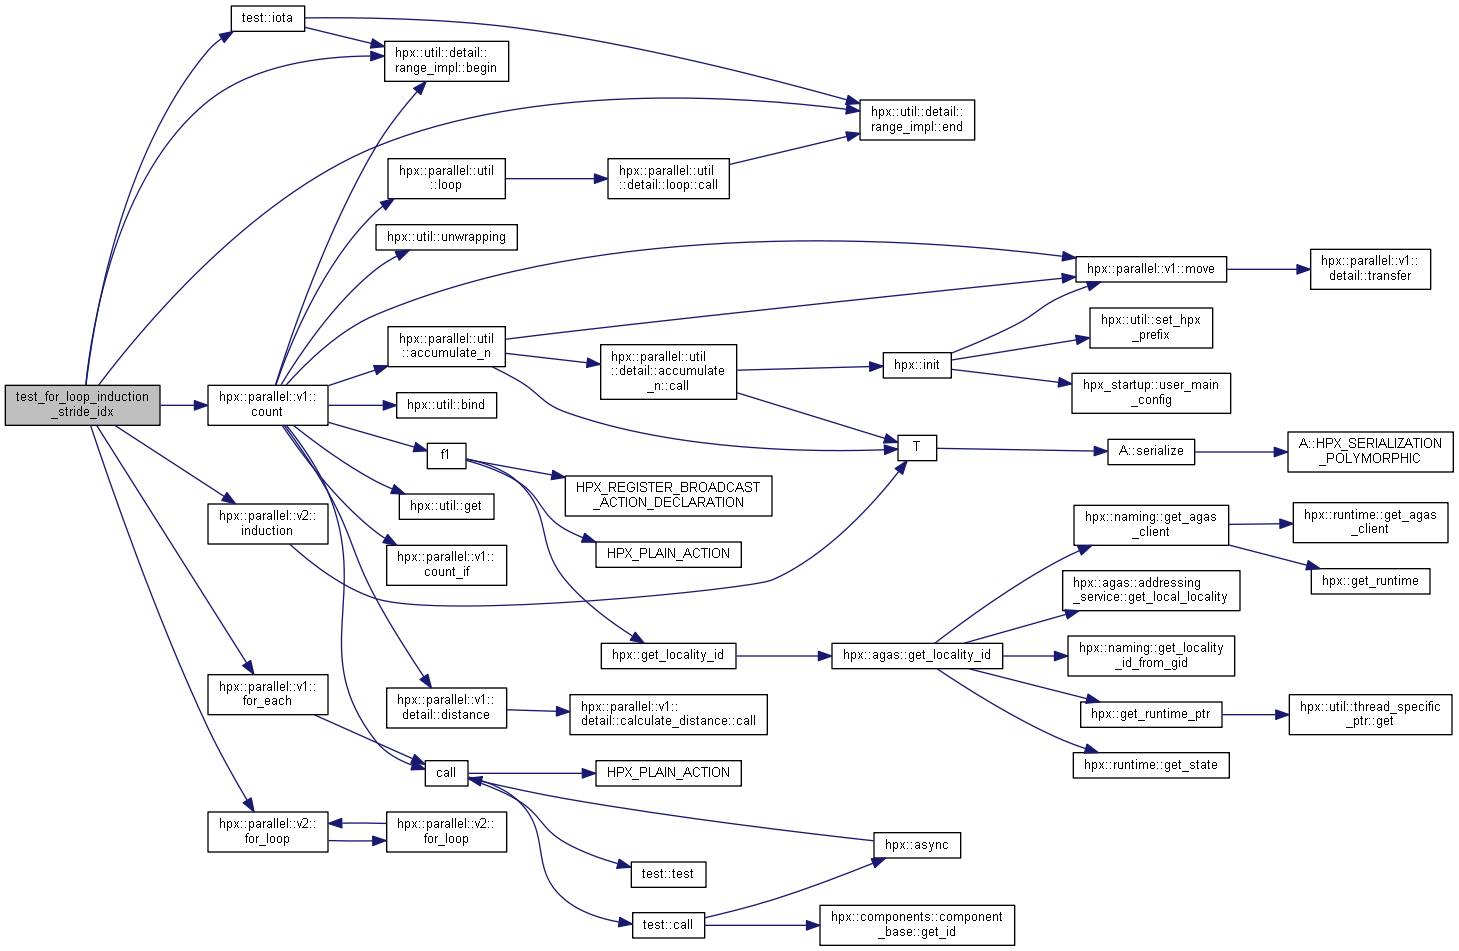 test::iota
hpx::util::detail::
range_impl::begin
hpx::util::detail::
range_impl::end
hpx::parallel::util
::loop
hpx::parallel::util
::detail::loop::call
hpx::util::unwrapping
hpx::parallel::v1::move
hpx::parallel::v1::
detail::transfer
hpx::util::set_hpx
_prefix
hpx::parallel::util
::accumulate_n
hpx::parallel::util
::detail::accumulate
_n::call
hpx::init
hpx_startup::user_main
_config
test_for_loop_induction
_stride_idx
hpx::parallel::v1::
count
hpx::util::bind
f1
T
A::serialize
A::HPX_SERIALIZATION
_POLYMORPHIC
HPX_REGISTER_BROADCAST
_ACTION_DECLARATION
hpx::util::get
hpx::parallel::v2::
induction
HPX_PLAIN_ACTION
hpx::parallel::v1::
count_if
hpx::naming::get_agas
_client
hpx::runtime::get_agas
_client
hpx::get_runtime
hpx::agas::addressing
_service::get_local_locality
hpx::get_locality_id
hpx::agas::get_locality_id
hpx::naming::get_locality
_id_from_gid
hpx::parallel::v1::
for_each
hpx::parallel::v1::
detail::distance
hpx::parallel::v1::
detail::calculate_distance::call
hpx::get_runtime_ptr
hpx::util::thread_specific
_ptr::get
hpx::runtime::get_state
call
HPX_PLAIN_ACTION
hpx::parallel::v2::
for_loop
hpx::parallel::v2::
for_loop
hpx::async
test::test
test::call
hpx::components::component
_base::get_id